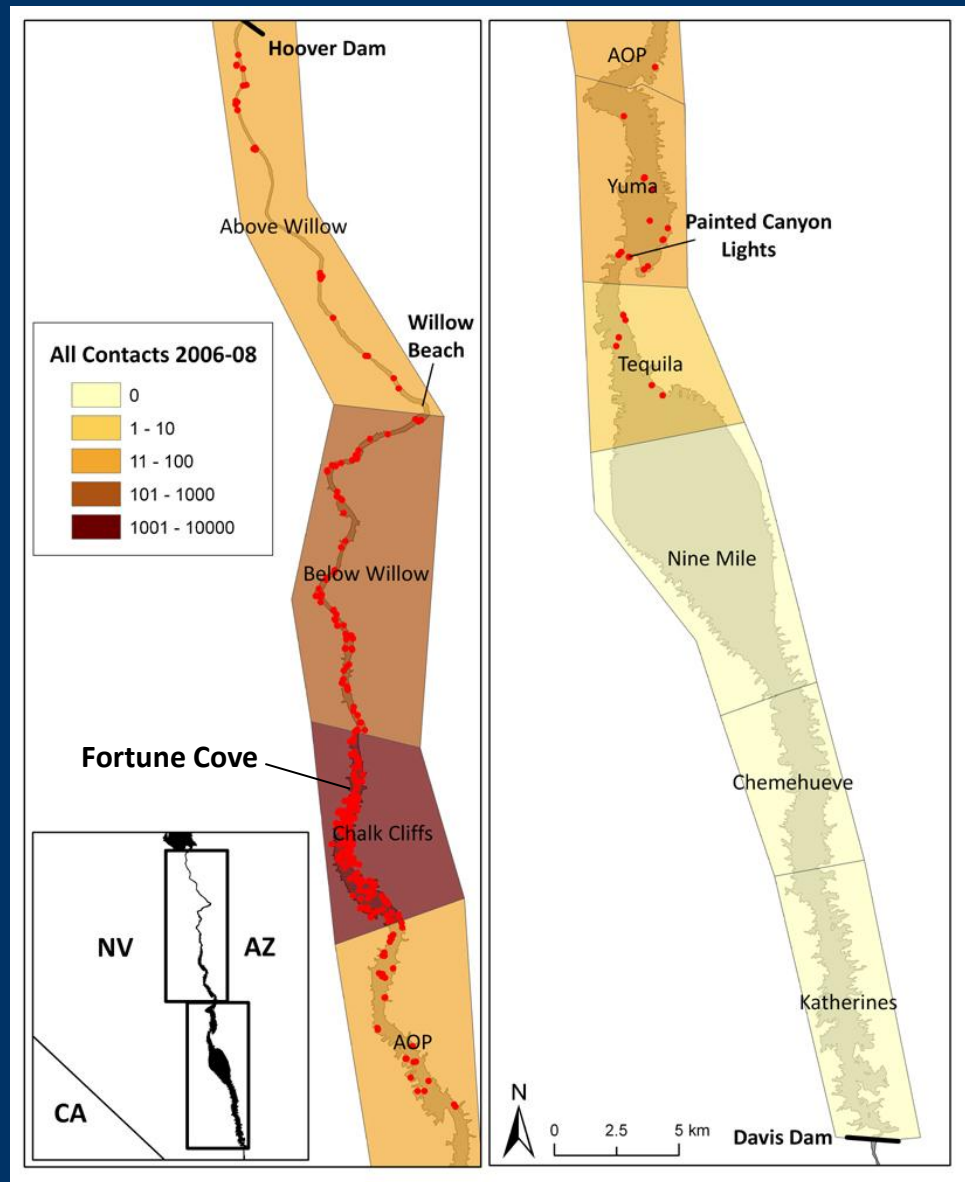 Hoover Dam
Above Willow
Willow
Beach
All Contacts 2006-08
0
1 - 10
11 - 100
101 - 1000
1001 - 10000
Below Willow
Fortune Cove
Chalk Cliffs
AOP
NV
AZ
CA
AOP
Yuma
Painted Canyon
Lights
Tequila
Nine Mile
Chemehueve
Katherines
N
0 2.5 5 km
Davis Dam